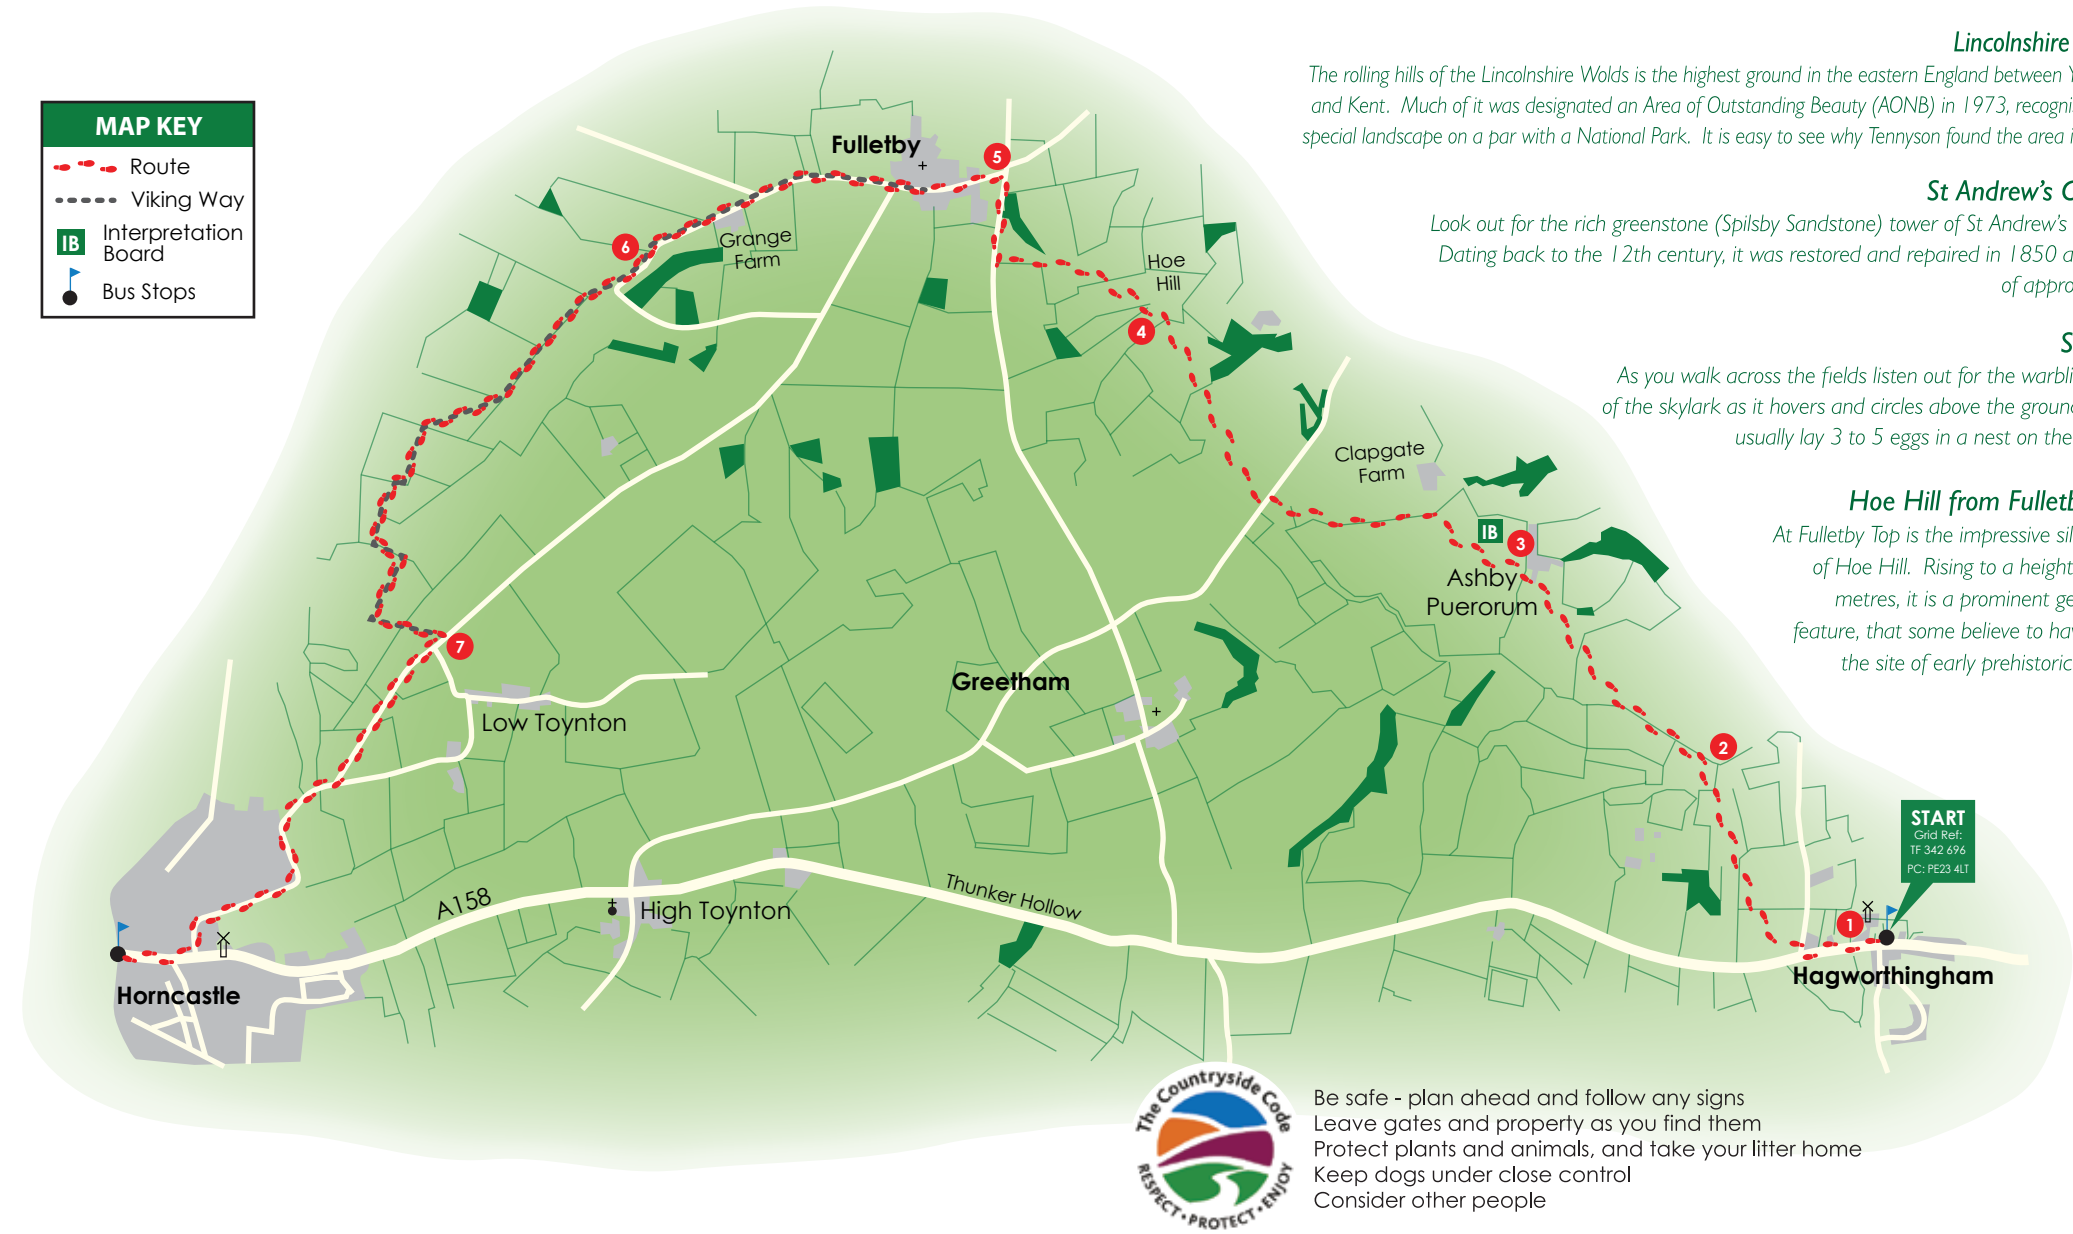 Lincolnshire
The rolling hills of the Lincolnshire Wolds is the highest ground in the eastern England between
and Kent. Much of it was designated an Area of Outstanding Beauty (AONB) in 1973,
special landscape on a par with a National Park. It is easy to see why Tennyson found the area
St Andrew's
Look out for the rich greenstone (Spilsby Sandstone) tower of St Andrew's
Dating back to the 12th century, it was restored and repaired in 1850
of
As you walk across the fields listen out for the
of the skylark as it hovers and circles above the
usually lay 3 to 5 eggs in a nest on the
Hoe Hill from
At Fulletby Top is the impressive
of Hoe Hill. Rising to a height
metres, it is a prominent
feature, that some believe to
the site of early prehistoric
MAP KEY
Route
Viking Way
IB
Interpretation
Board
Bus Stops
Fulletby
5
6
Grange
Farm
Hoe
Hill
4
Clapgate
Farm
IB
3
Ashby
Puerorum
7
Low Toynton
Greetham
2
START
Grid Ref:
TF 342 696
PC: PE23 4LT
A158
High Toynton
Thunker Hollow
1
Horncastle
Hagworthingham
The Countryside Code
RESPECT • PROTECT • ENJOY
Be safe - plan ahead and follow any signs
Leave gates and property as you find them
Protect plants and animals, and take your litter home
Keep dogs under close control
Consider other people